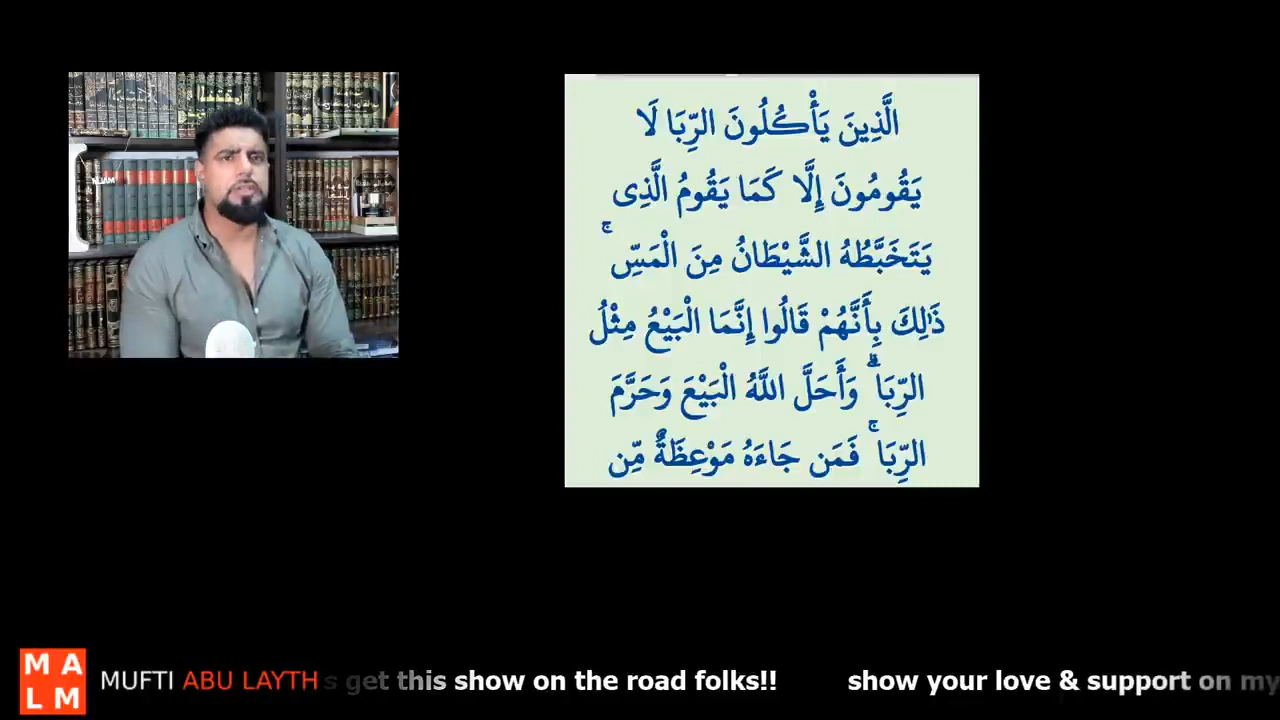 الَّذِينَ يَأْكُلُونَ الرِّبَا لَا
يَقُومُونَ إِلَّا كَمَا يَقُومُ الَّذِى
يَتَخَبَّطُهُ الشَّيْطَانُ مِنَ الْمَسِّ ۚ
ذَٰلِكَ بِأَنَّهُمْ قَالُوا إِنَّمَا الْبَيْعُ مِثْلُ
الرِّبَا ۗ وَأَحَلَّ اللَّهُ الْبَيْعَ وَحَرَّمَ
الرِّبَا ۚ فَمَن جَاءَهُ مَوْعِظَةٌ مِّن
MALM
MUFTI ABU LAYTH s get this show on the road folks!! show your love & support on my